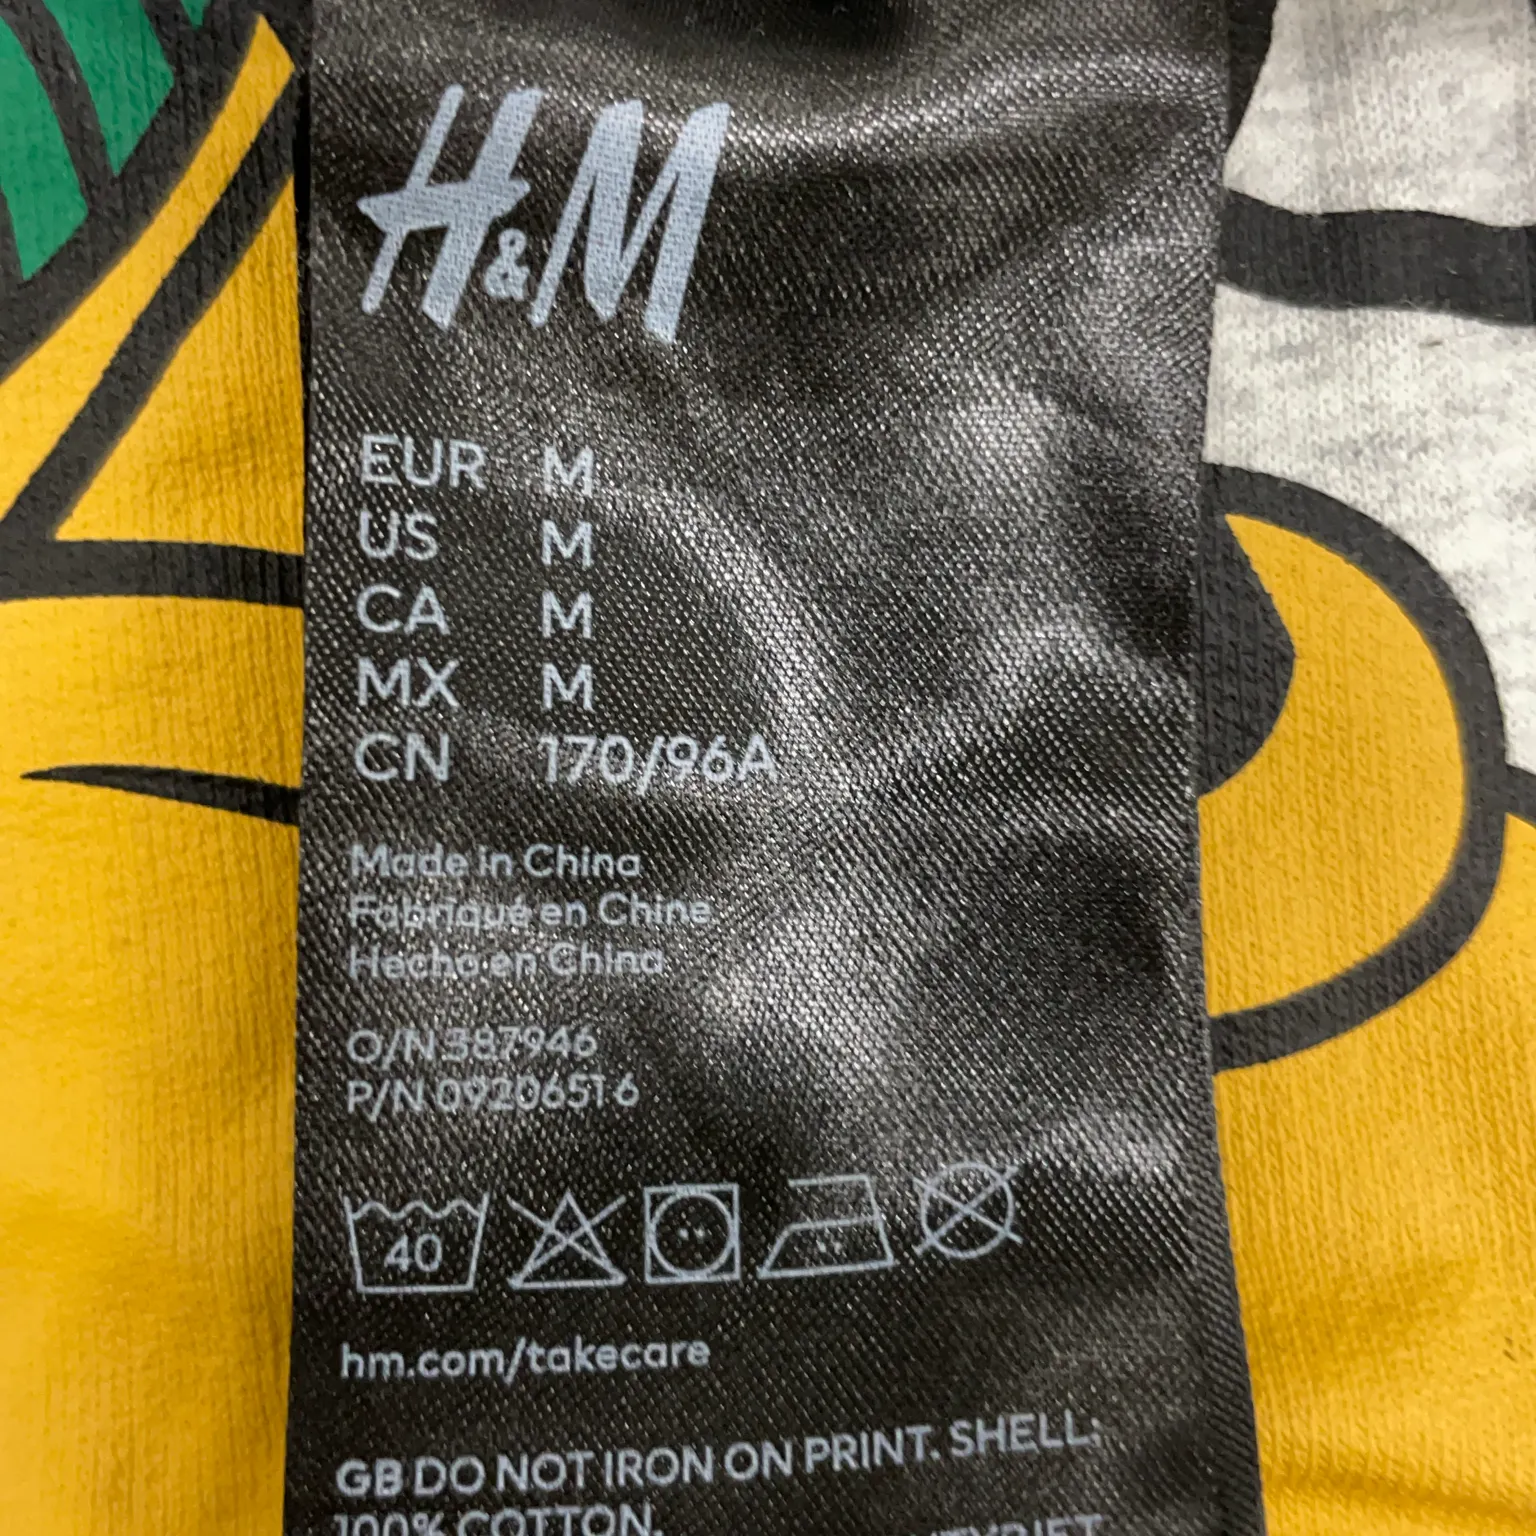 H&M
EUR M
US M
CA M
MX M
CN 170/96A
Made in China
Fabriqué en Chine
Hecho en China
O/N 387946
P/N 09206516
40
hm.com/takecare
GB DO NOT IRON ON PRINT. SHELL:
100% COTTON.